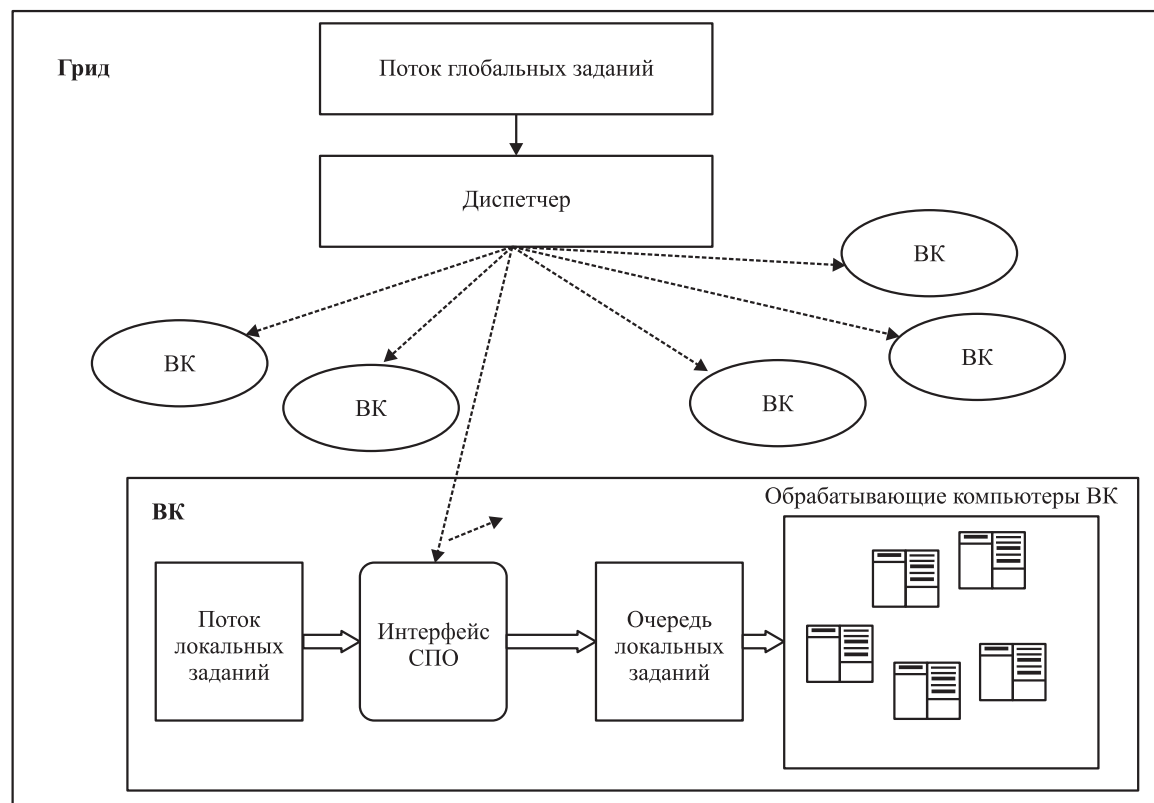 Грид
Поток глобальных заданий
Диспетчер
ВК
ВК
ВК
ВК
ВК
ВК
Обрабатывающие компьютеры ВК
Поток
локальных
заданий
Интерфейс
СПО
Очередь
локальных
заданий